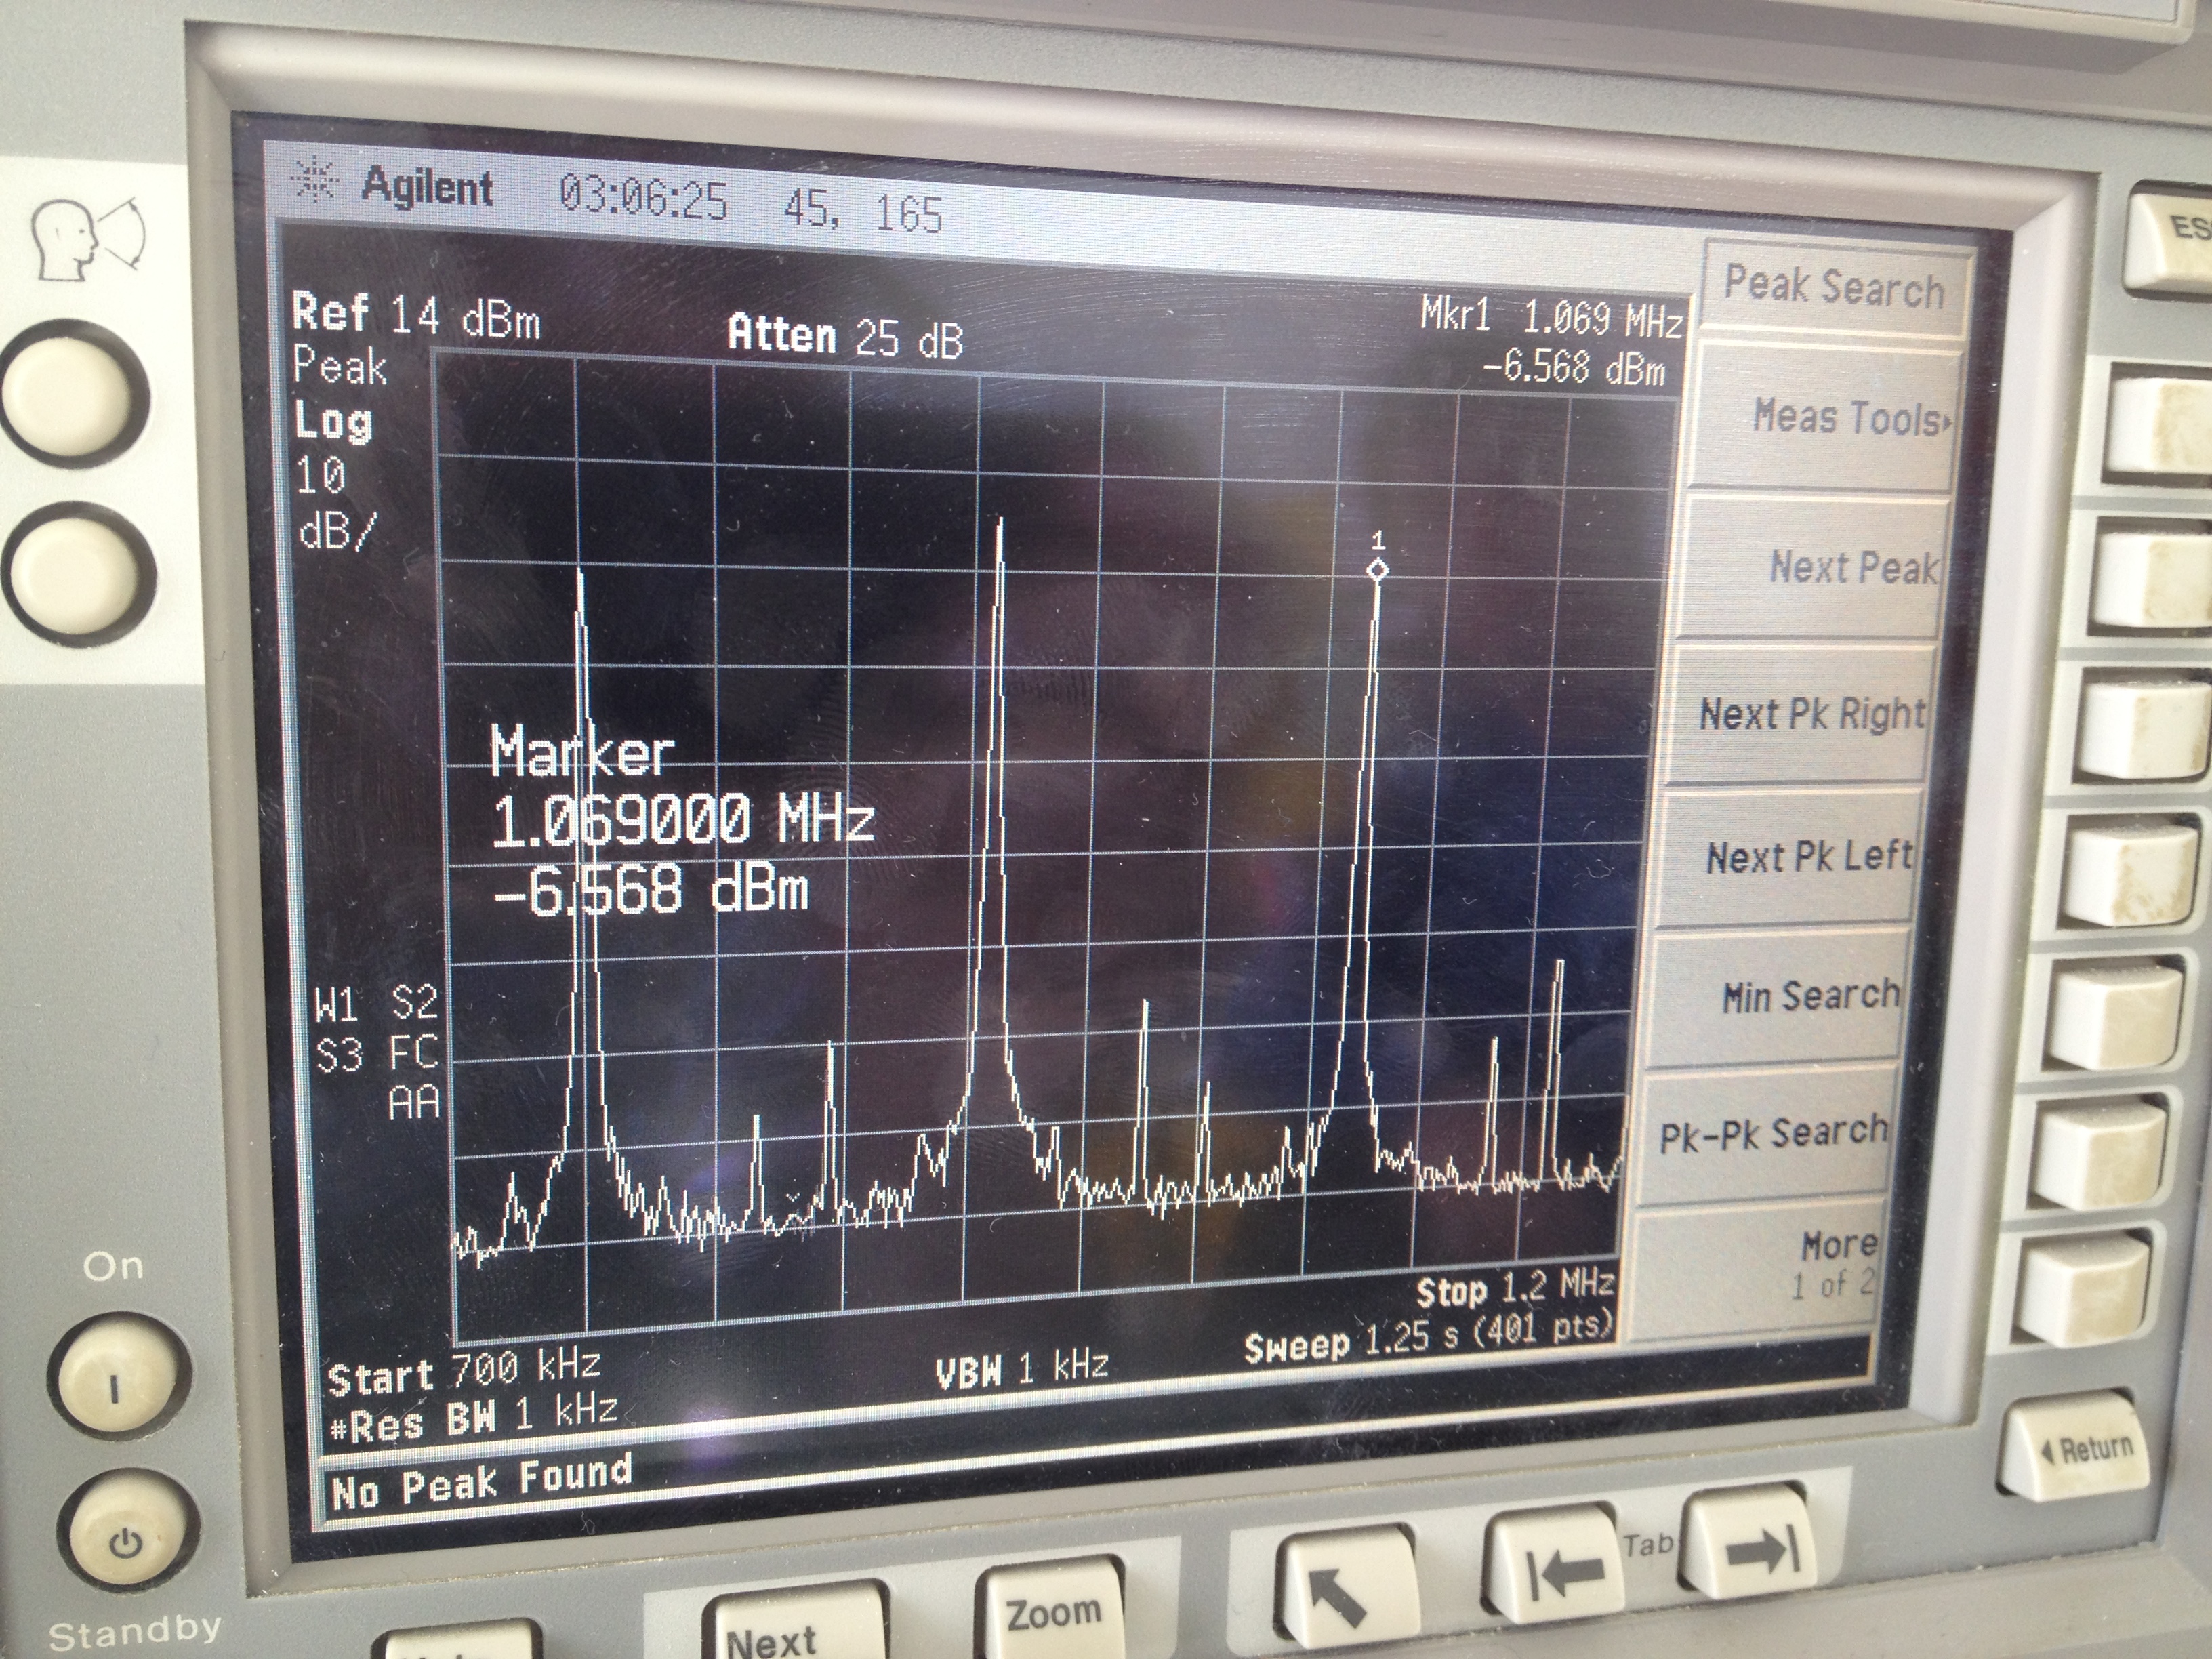 Agilent 03:06:25 45, 165
Ref 14 dBm
Atten 25 dB
Mkr1 1.069 MHz
-6.568 dBm
Peak
Log
10
dB/
1
Marker
1.069000 MHz
-6.568 dBm
W1 S2
S3 FC
AA
Start 700 kHz
#Res BW 1 kHz
VBW 1 kHz
Stop 1.2 MHz
Sweep 1.25 s (401 pts)
No Peak Found
Peak Search
Meas Tools
Next Peak
Next Pk Right
Next Pk Left
Min Search
Pk-Pk Search
More
1 of 2
Return
On
Standby
Next
Zoom
Tab